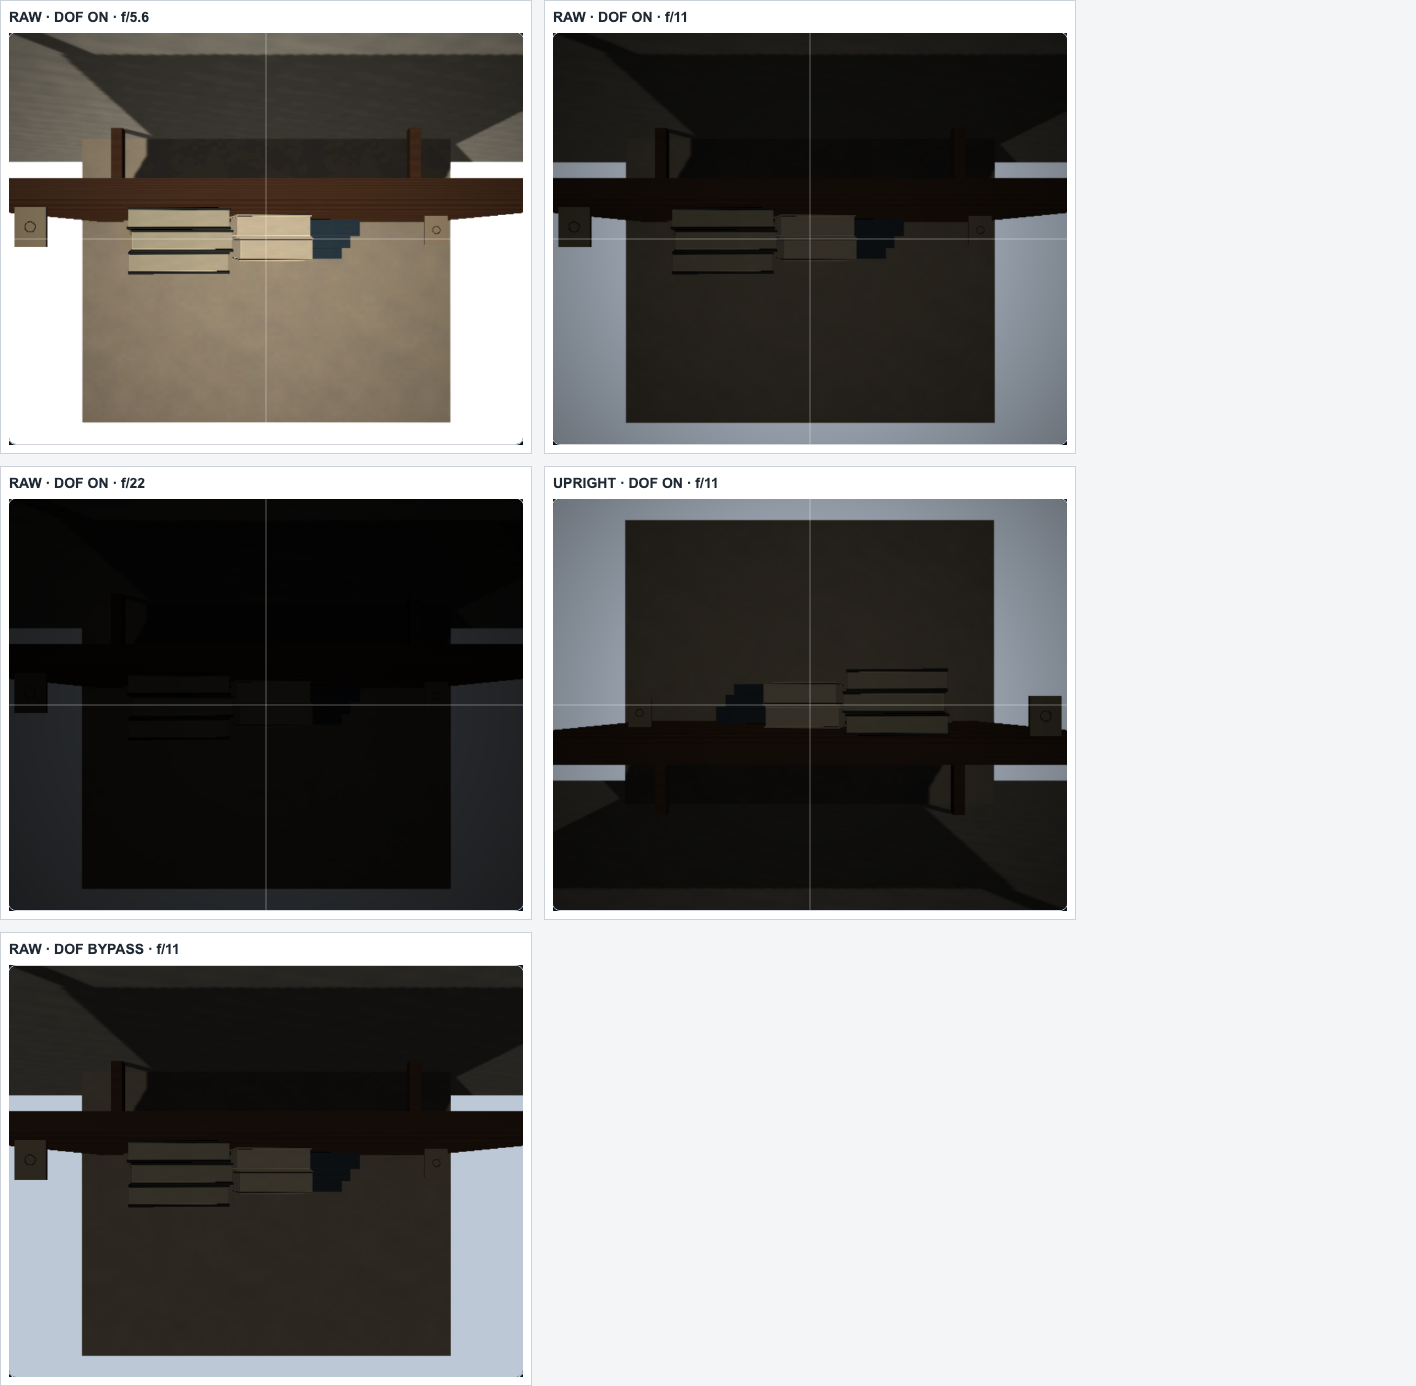 RAW · DOF ON · f/5.6
RAW · DOF ON · f/11
RAW · DOF ON · f/22
UPRIGHT · DOF ON · f/11
RAW · DOF BYPASS · f/11